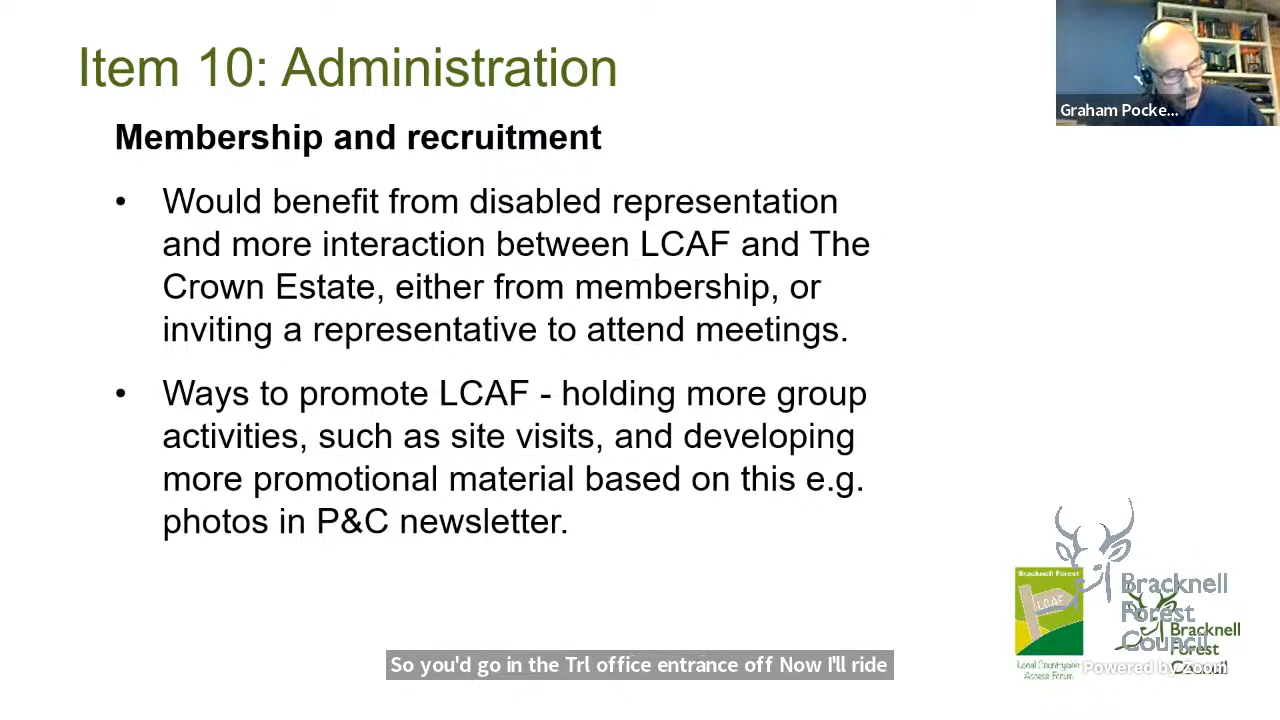 Item 10: Administration
Graham Pocke...
Membership and recruitment
• Would benefit from disabled representation
and more interaction between LCAF and The
Crown Estate, either from membership, or
inviting a representative to attend meetings.
• Ways to promote LCAF - holding more group
activities, such as site visits, and developing
more promotional material based on this e.g.
photos in P&C newsletter.
Bracknell Forest
LCAF
Local Countryside
Access Forum
Bracknell
Forest
Council
Bracknell
Forest
Council
Powered by zoom
So you'd go in the Trl office entrance off Now I'll ride